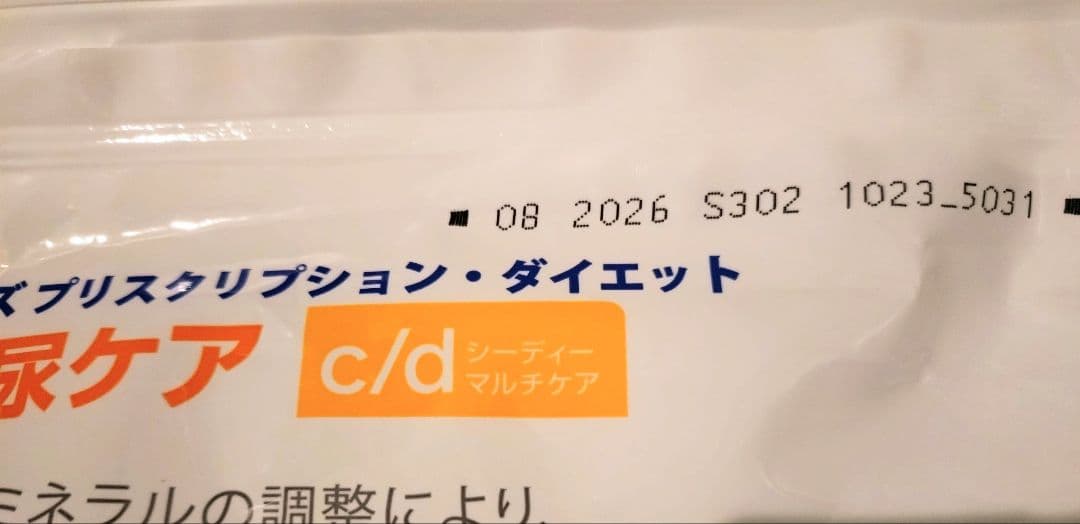 08 2026 S302 1023_5031
ズプリスクリプション・ダイエット
尿ケア c/d シーディー
マルチケア
ミネラルの調整により、